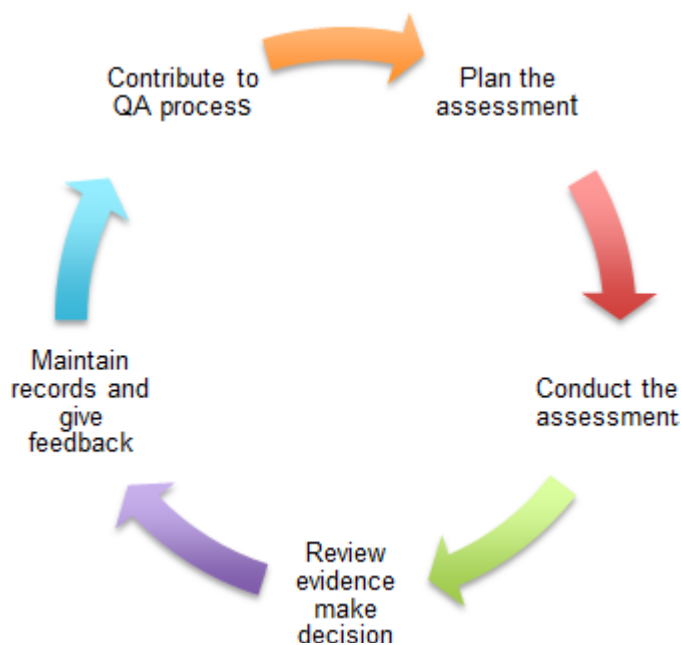 Contribute to
QA process
Plan the
assessment
Conduct the
assessment
Review
evidence
make
decision
Maintain
records and
give
feedback